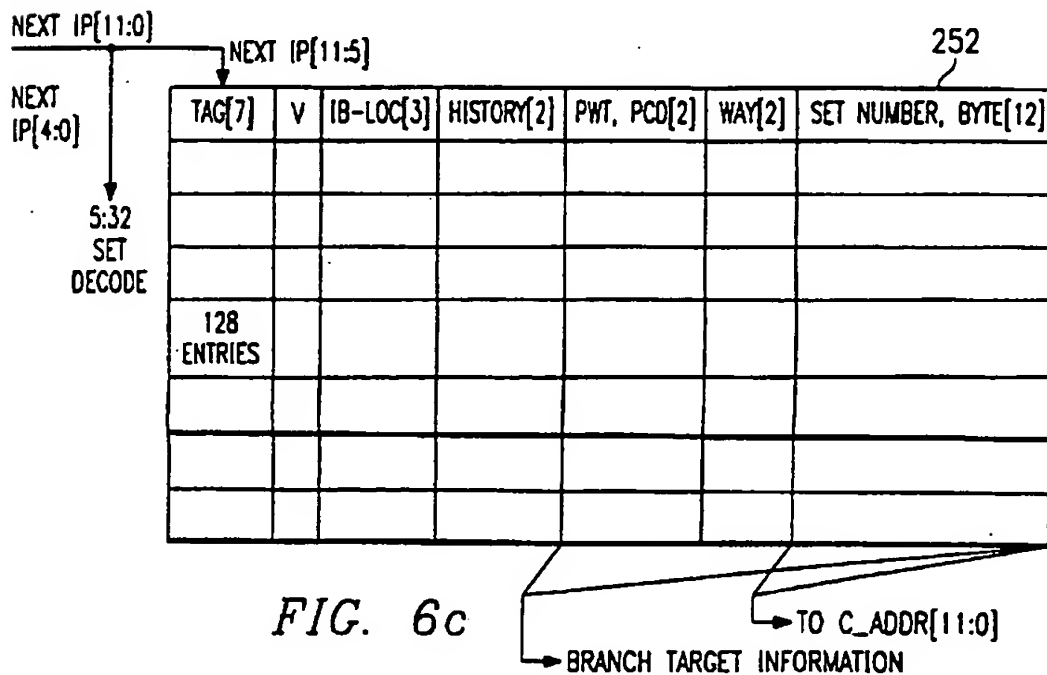 NEXT IP[11:0]
NEXT IP[11:5]
252
NEXT
IP[4:0]
TAG[7] V IB-LOC[3] HISTORY[2] PWT, PCD[2] WAY[2] SET NUMBER, BYTE[12]
5:32
SET
DECODE
128
ENTRIES
FIG. 6c
TO C_ADDR[11:0]
BRANCH TARGET INFORMATION